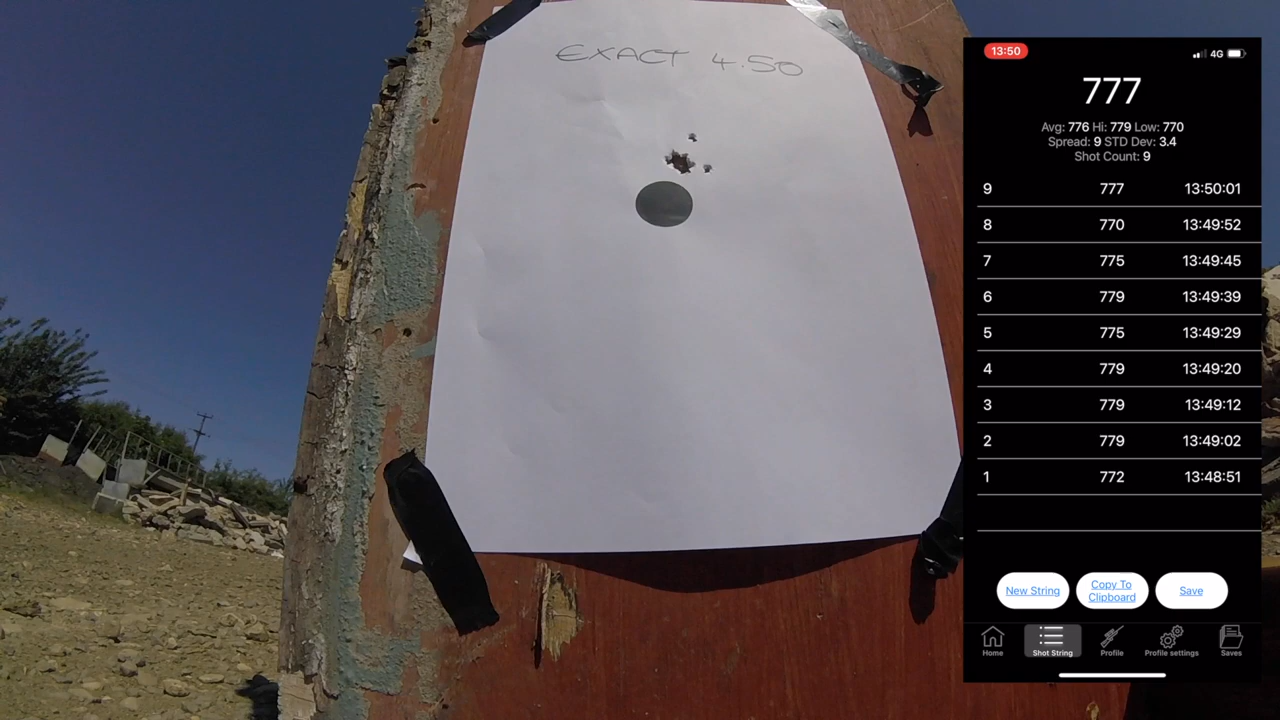 EXACT 4.50
13:50
4G
777
Avg: 776 Hi: 779 Low: 770
Spread: 9 STD Dev: 3.4
Shot Count: 9
9 777 13:50:01
8 770 13:49:52
7 775 13:49:45
6 779 13:49:39
5 775 13:49:29
4 779 13:49:20
3 779 13:49:12
2 779 13:49:02
1 772 13:48:51
New String
Copy To
Clipboard
Save
Home
Shot String
Profile
Profile settings
Saves